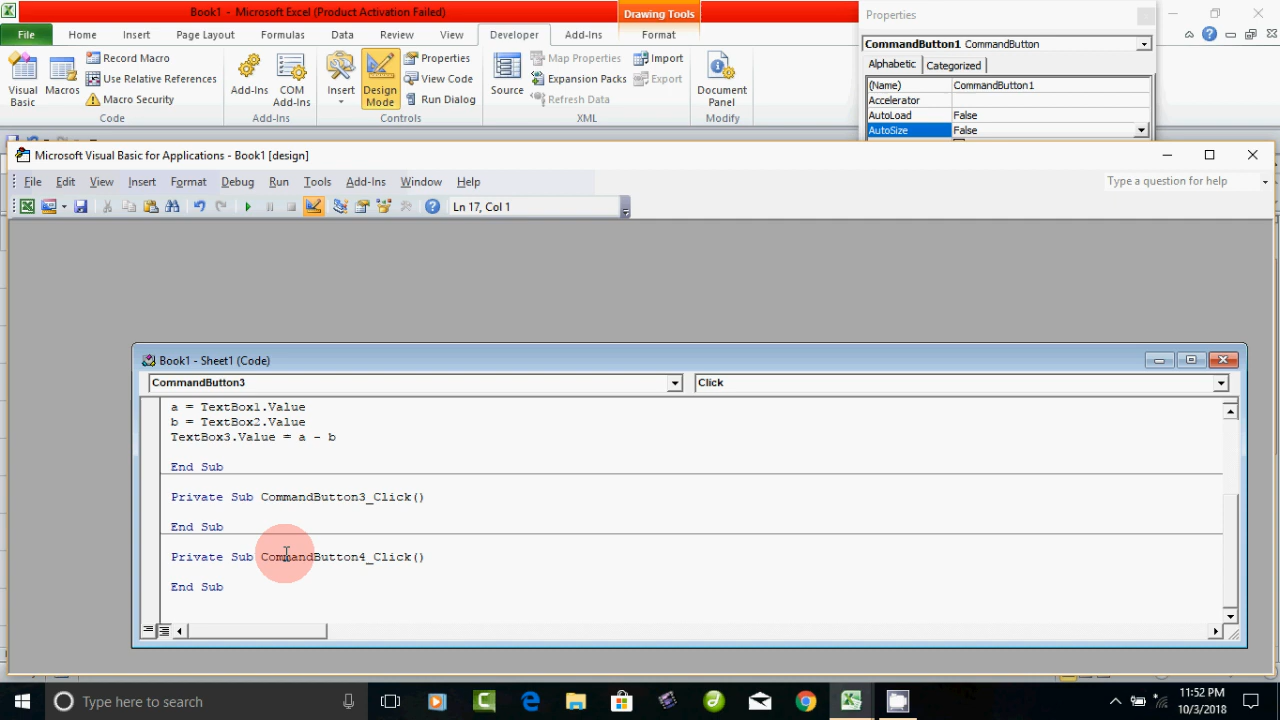 Book1 - Microsoft Excel (Product Activation Failed)
Drawing Tools
File Home Insert Page Layout Formulas Data Review View Developer Add-Ins Format
Visual Basic
Macros
Record Macro
Use Relative References
Macro Security
Code
Add-Ins
COM Add-Ins
Add-Ins
Insert
Design Mode
Properties
View Code
Run Dialog
Controls
Source
Map Properties
Expansion Packs
Refresh Data
Import
Export
XML
Document Panel
Modify
Properties
CommandButton1 CommandButton
Alphabetic Categorized
(Name) CommandButton1
Accelerator
AutoLoad False
AutoSize False
Microsoft Visual Basic for Applications - Book1 [design]
File Edit View Insert Format Debug Run Tools Add-Ins Window Help
Type a question for help
Ln 17, Col 1
Book1 - Sheet1 (Code)
CommandButton3 Click
a = TextBox1.Value
b = TextBox2.Value
TextBox3.Value = a - b
End Sub
Private Sub CommandButton3_Click()
End Sub
Private Sub CommandButton4_Click()
End Sub
Type here to search
11:52 PM
10/3/2018